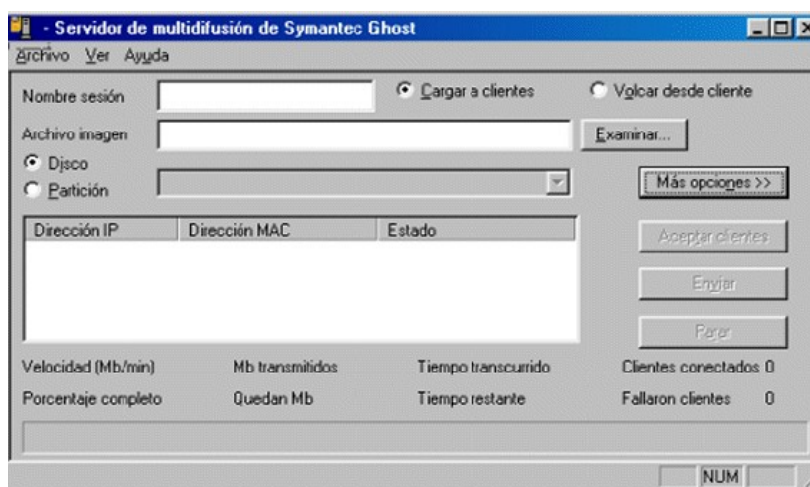 - Servidor de multidifusión de Symantec Ghost
Archivo Ver Ayuda
Nombre sesión Cargar a clientes Volcar desde cliente
Archivo imagen Examinar...
Disco
Partición Más opciones >>
Dirección IP Dirección MAC Estado
Aceptar clientes
Enviar
Parar
Velocidad (Mb/min) Mb transmitidos Tiempo transcurrido Clientes conectados 0
Porcentaje completo Quedan Mb Tiempo restante Fallaron clientes 0
NUM